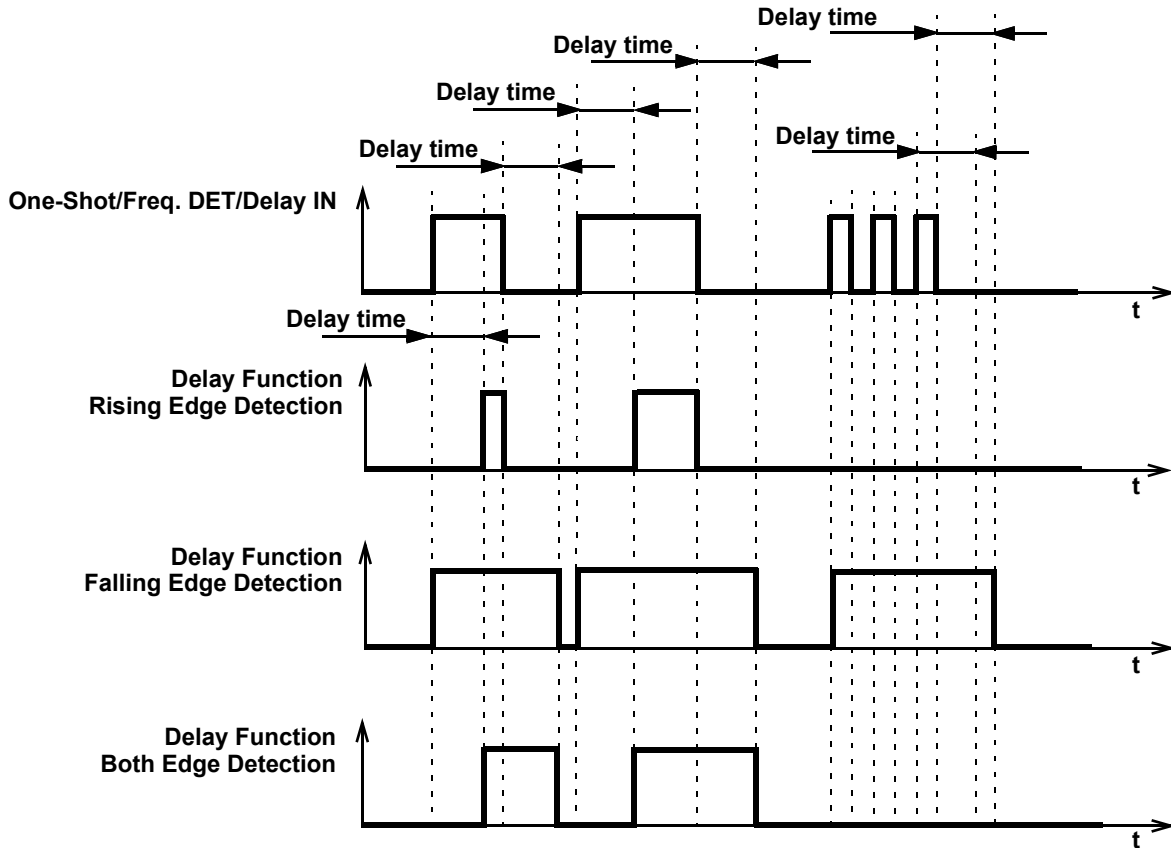 Delay time
Delay time
Delay time
Delay time
Delay time
One-Shot/Freq. DET/Delay IN
t
Delay time
Delay Function
Rising Edge Detection
t
Delay Function
Falling Edge Detection
t
Delay Function
Both Edge Detection
t